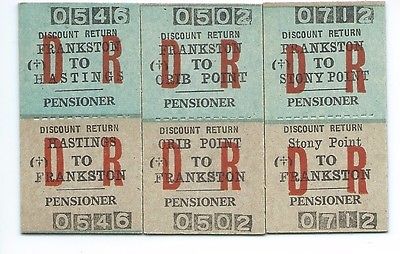 0546
DISCOUNT RETURN
FRANKSTON
(+) TO
HASTINGS
D R
PENSIONER
DISCOUNT RETURN
HASTINGS
(+) TO
FRANKSTON
D R
PENSIONER
0546
0502
DISCOUNT RETURN
FRANKSTON
(+) TO
CRIB POINT
D R
PENSIONER
DISCOUNT RETURN
CRIB POINT
(+) TO
FRANKSTON
D R
PENSIONER
0502
0712
DISCOUNT RETURN
FRANKSTON
(+) TO
STONY POINT
D R
PENSIONER
DISCOUNT RETURN
Stony Point
(+) TO
FRANKSTON
D R
PENSIONER
0712